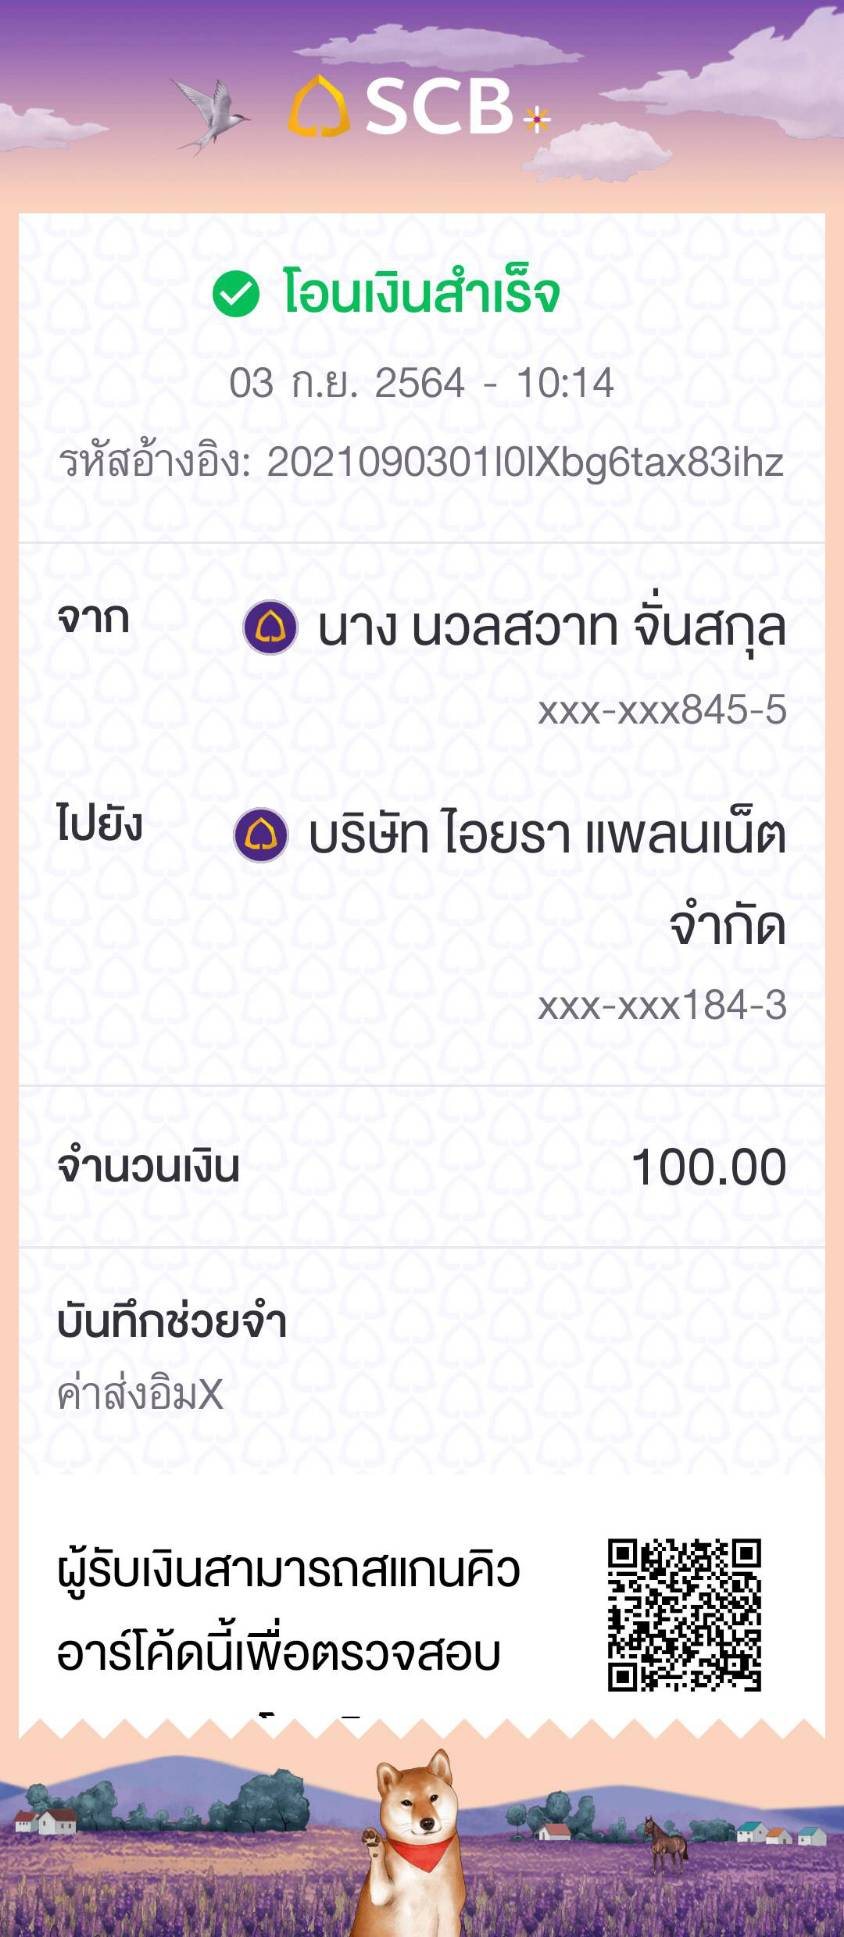 SCB
โอนเงินสำเร็จ
03 ก.ย. 2564 - 10:14
รหัสอ้างอิง: 2021090301l0lXbg6tax83ihz
จาก
นาง นวลสวาท จั่นสกุล
xxx-xxx845-5
ไปยัง
บริษัท ไอยรา แพลนเน็ต
จำกัด
xxx-xxx184-3
จำนวนเงิน 100.00
บันทึกช่วยจำ
ค่าส่งอิมX
ผู้รับเงินสามารถสแกนคิว
อาร์โค้ดนี้เพื่อตรวจสอบ